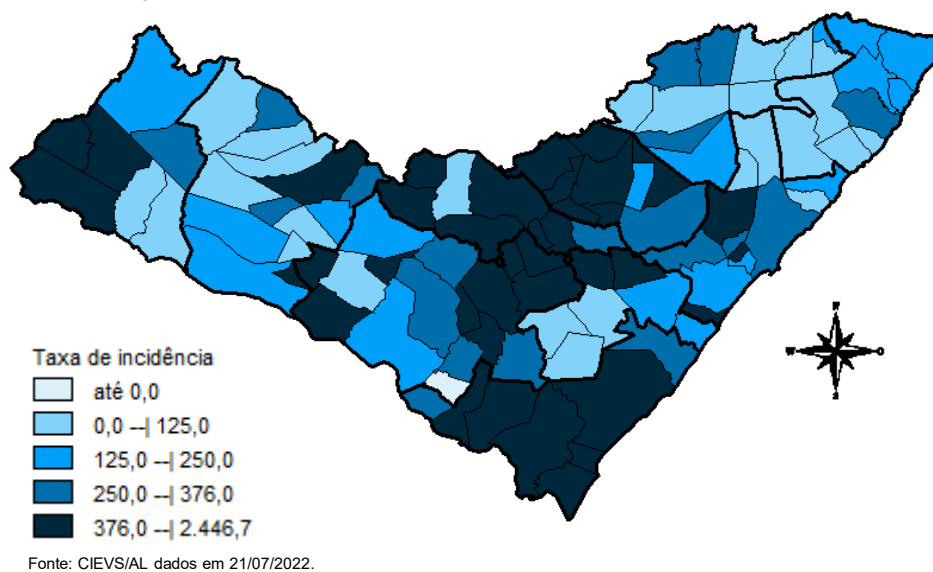 Taxa de incidência
até 0,0
0,0 --| 125,0
125,0 --| 250,0
250,0 --| 376,0
376,0 --| 2.446,7
Fonte: CIEVS/AL dados em 21/07/2022.
N
W
S